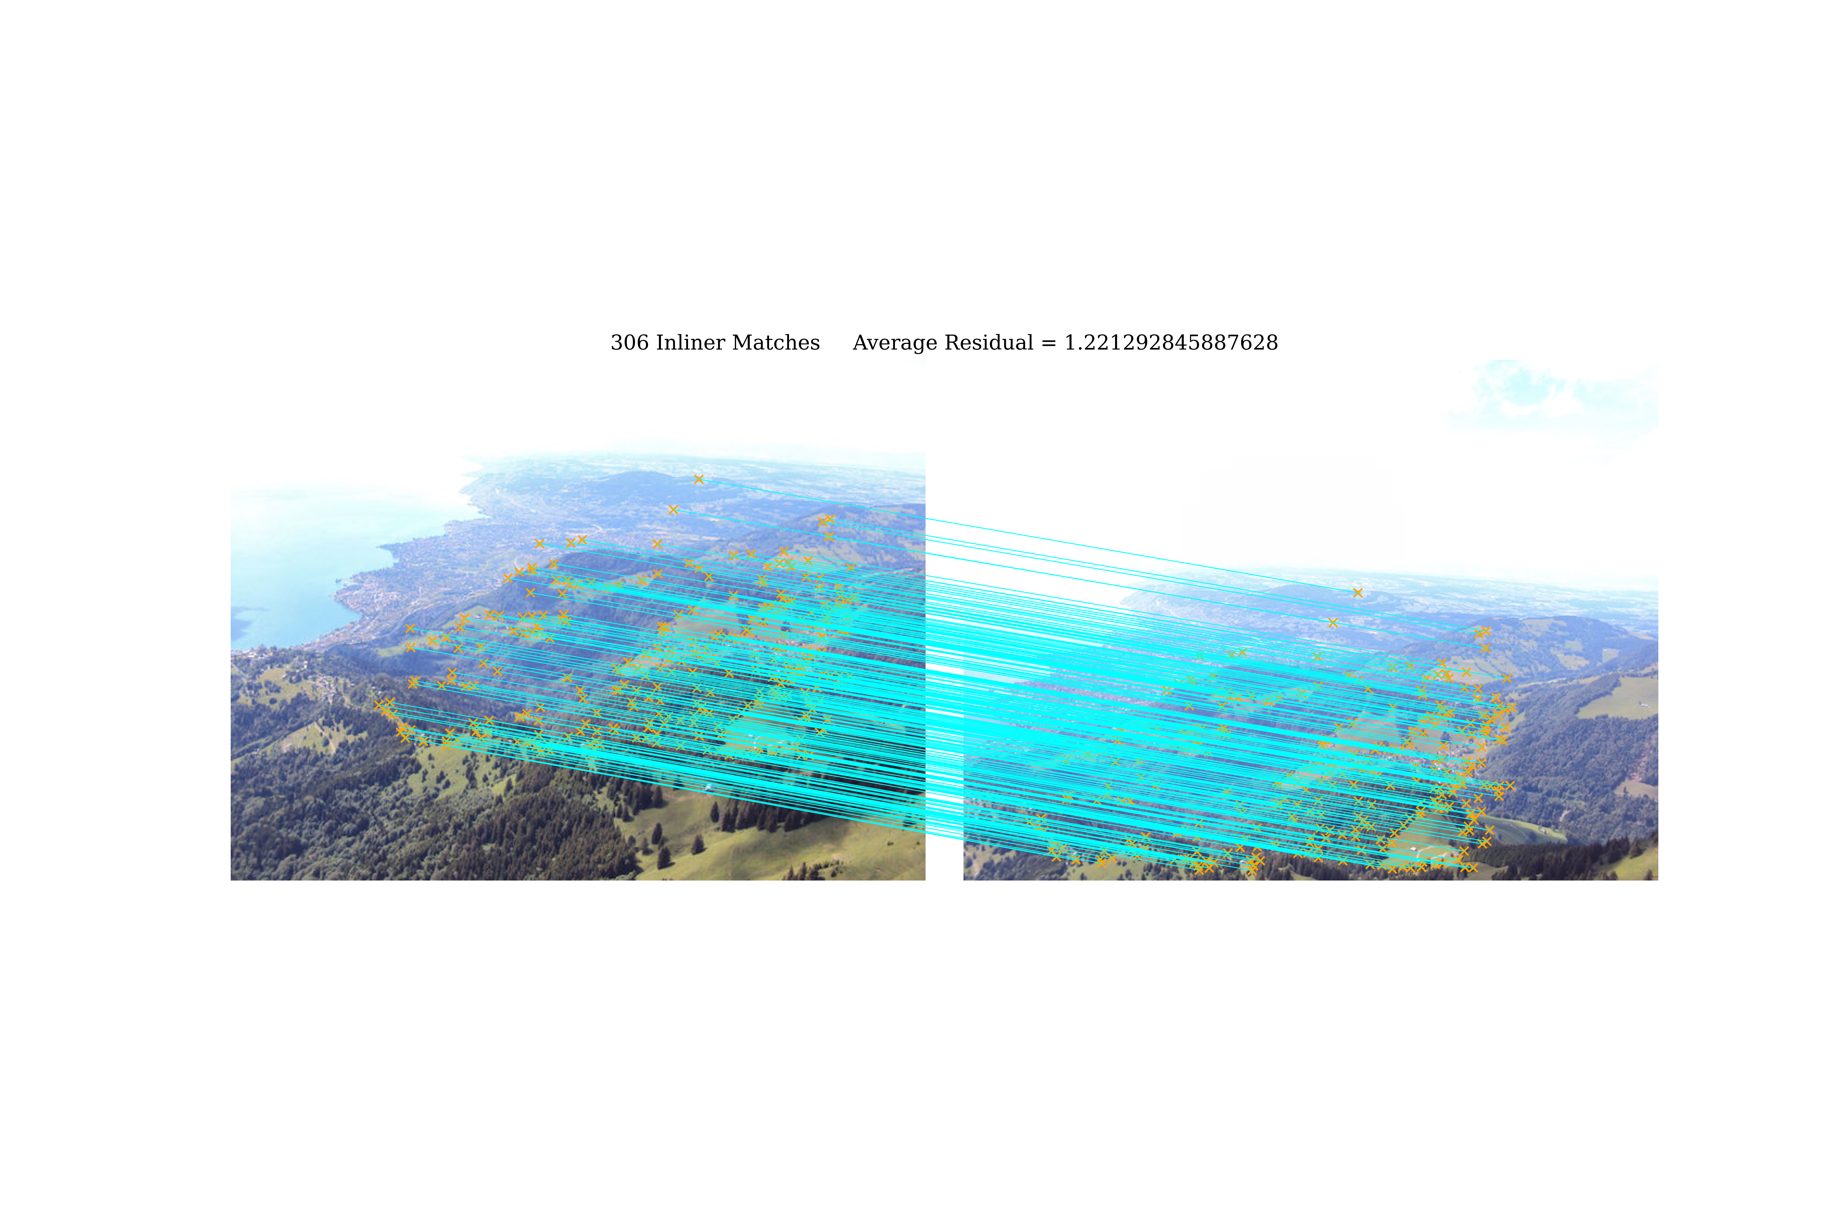 306 Inliner Matches     Average Residual = 1.221292845887628